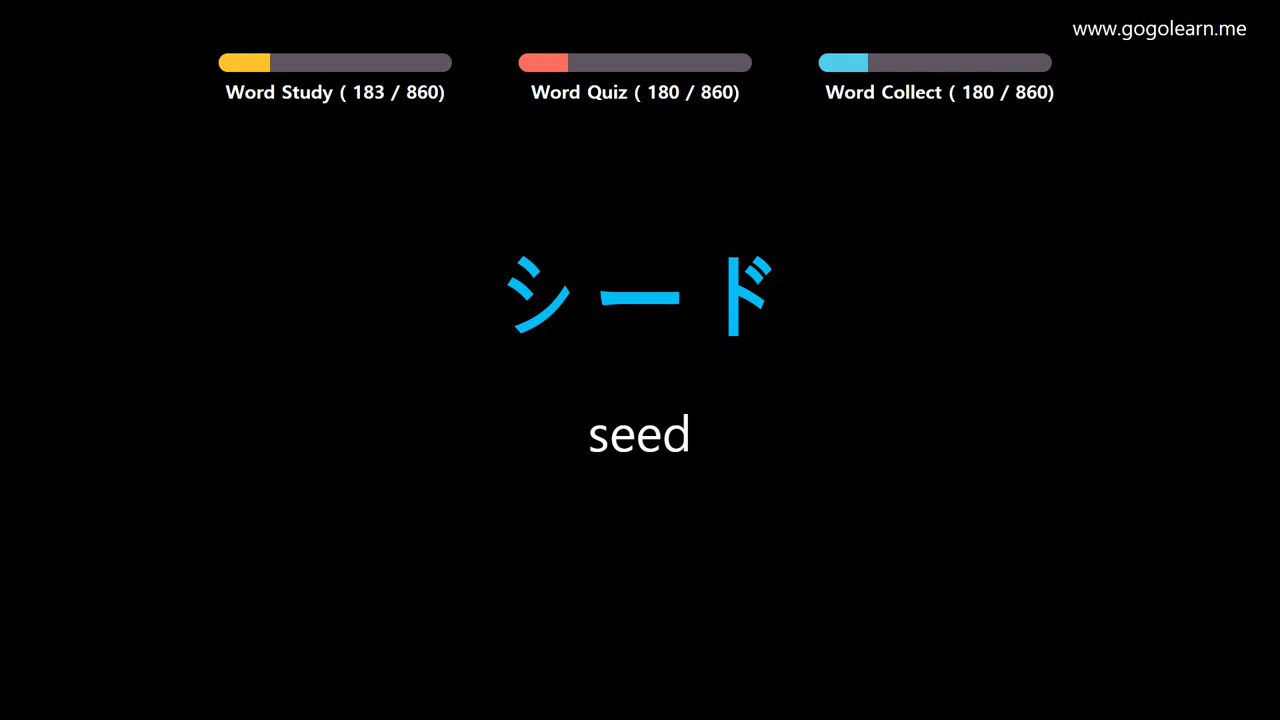 www.gogolearn.me
Word Study ( 183 / 860)
Word Quiz ( 180 / 860)
Word Collect ( 180 / 860)
シード
seed